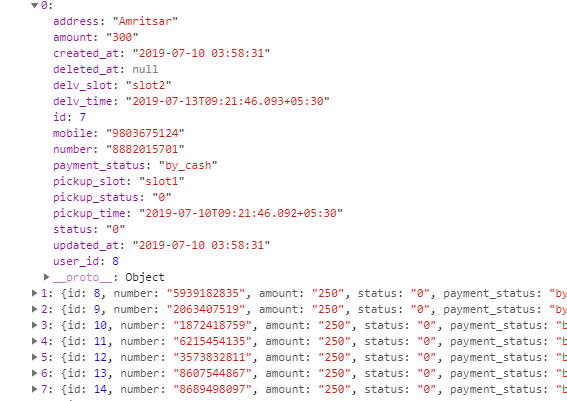 0:
address: "Amritsar"
amount: "300"
created_at: "2019-07-10 03:58:31"
deleted_at: null
delv_slot: "slot2"
delv_time: "2019-07-13T09:21:46.093+05:30"
id: 7
mobile: "9803675124"
number: "8882015701"
payment_status: "by_cash"
pickup_slot: "slot1"
pickup_status: "0"
pickup_time: "2019-07-10T09:21:46.092+05:30"
status: "0"
updated_at: "2019-07-10 03:58:31"
user_id: 8
__proto__: Object
1: {id: 8, number: "5939182835", amount: "250", status: "0", payment_status: "by
2: {id: 9, number: "2063407519", amount: "250", status: "0", payment_status: "by
3: {id: 10, number: "1872418759", amount: "250", status: "0", payment_status: "b
4: {id: 11, number: "6215454135", amount: "250", status: "0", payment_status: "b
5: {id: 12, number: "3573832811", amount: "250", status: "0", payment_status: "b
6: {id: 13, number: "8607544867", amount: "250", status: "0", payment_status: "b
7: {id: 14, number: "8689498097", amount: "250", status: "0", payment_status: "b